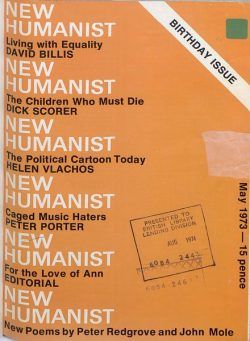 NEW
HUMANIST
BIRTHDAY ISSUE
Living with Equality
DAVID BILLIS
NEW
HUMANIST
The Children Who Must Die
DICK SCORER
NEW
HUMANIST
The Political Cartoon Today
HELEN VLACHOS
NEW
HUMANIST
Caged Music Haters
PETER PORTER
NEW
HUMANIST
For the Love of Ann
EDITORIAL
NEW
HUMANIST
New Poems by Peter Redgrove and John Mole
May 1973 — 15 pence
PRESENTED TO
BRITISH LIBRARY
LENDING DIVISION
AUG 1974